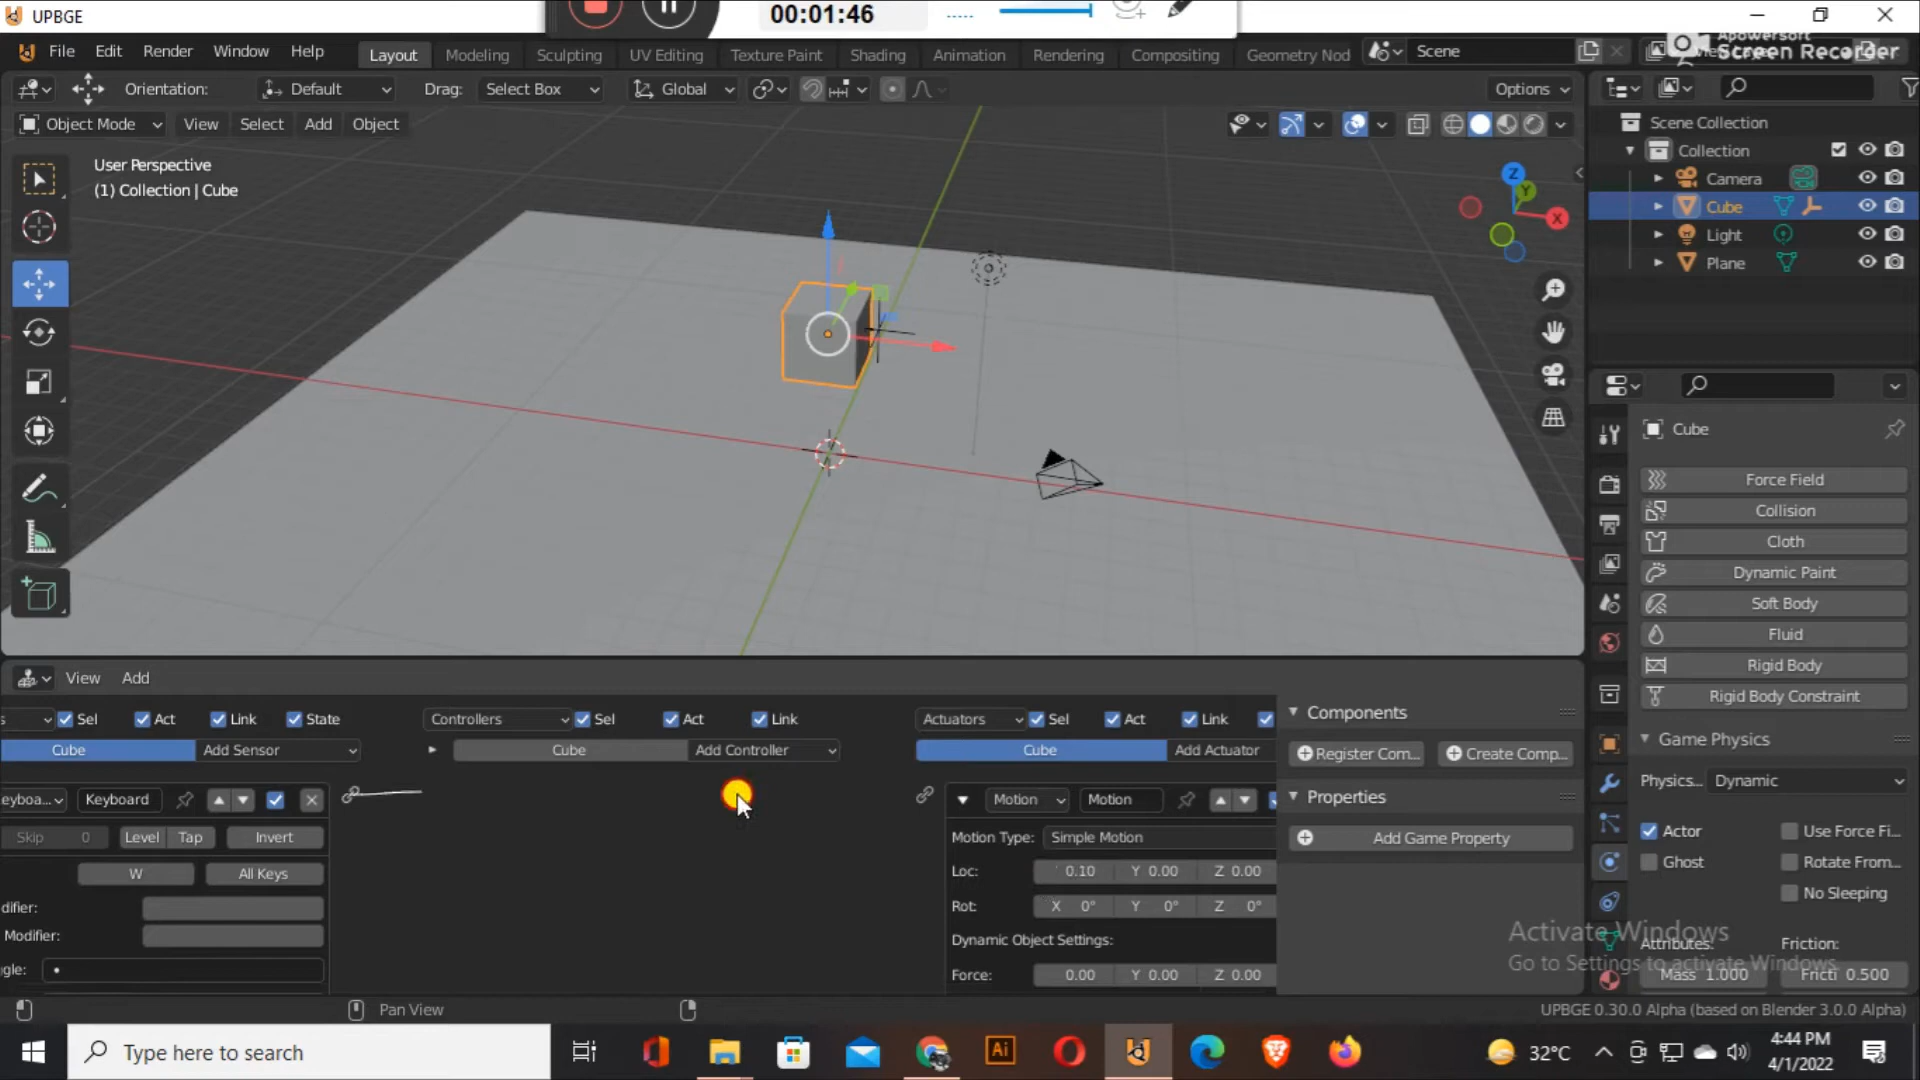 UPBGE
00:01:46
File Edit Render Window Help
Layout Modeling Sculpting UV Editing Texture Paint Shading Animation Rendering Compositing Geometry Nod
Scene
Apowersoft
Screen Recorder
Orientation: Default Drag: Select Box Global Options
Object Mode View Select Add Object
User Perspective
(1) Collection | Cube
Z
Y
X
Scene Collection
Collection
Camera
Cube
Light
Plane
Cube
Force Field
Collision
Cloth
Dynamic Paint
Soft Body
Fluid
Rigid Body
Rigid Body Constraint
Game Physics
Physics... Dynamic
Actor Use Force Fi...
Ghost Rotate From...
No Sleeping
Attributes: Friction:
Mass 1.000 Fricti 0.500
View Add
s Sel Act Link State Controllers Sel Act Link Actuators Sel Act Link
Cube Add Sensor Cube Add Controller Cube Add Actuator
eyboa... Keyboard Motion Motion
Skip 0 Level Tap Invert
W All Keys
difier:
Modifier:
ggle:
Motion Type: Simple Motion
Loc: 0.10 Y 0.00 Z 0.00
Rot: X 0° Y 0° Z 0°
Dynamic Object Settings:
Force: 0.00 Y 0.00 Z 0.00
Components
Register Com... Create Comp...
Properties
Add Game Property
Activate Windows
Go to Settings to activate Windows.
Pan View
UPBGE 0.30.0 Alpha (based on Blender 3.0.0 Alpha)
Type here to search
Ai
32°C
4:44 PM
4/1/2022